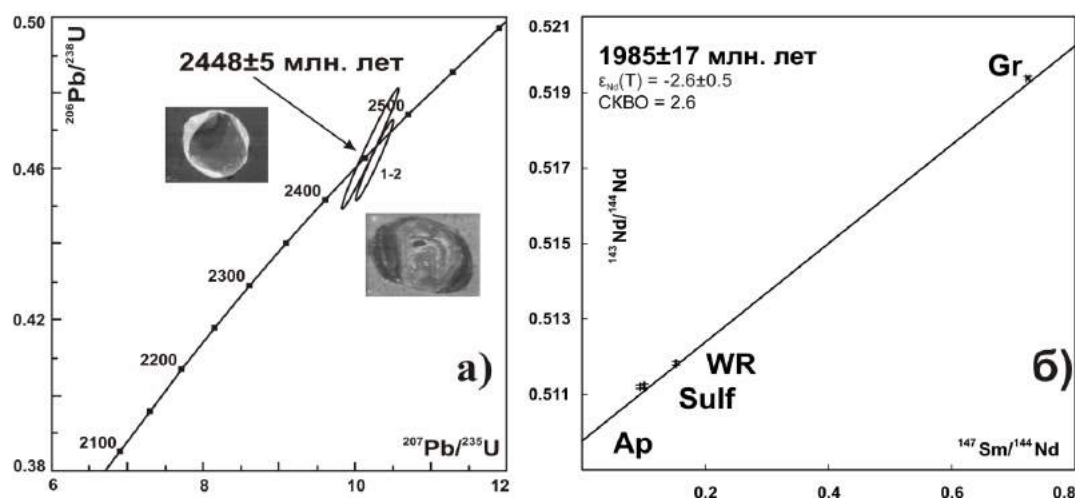 0.50
0.46
0.42
0.38
²⁰⁶Pb/²³⁸U
2448±5 млн. лет
2500
1-2
2400
2300
2200
2100
а)
²⁰⁷Pb/²³⁵U
6
8
10
12
0.521
0.519
0.517
0.515
0.513
0.511
1985±17 млн. лет
εNd(T) = -2.6±0.5
СКВО = 2.6
Gr
¹⁴³Nd/¹⁴⁴Nd
WR
Sulf
Ap
б)
¹⁴⁷Sm/¹⁴⁴Nd
0.2
0.4
0.6
0.8